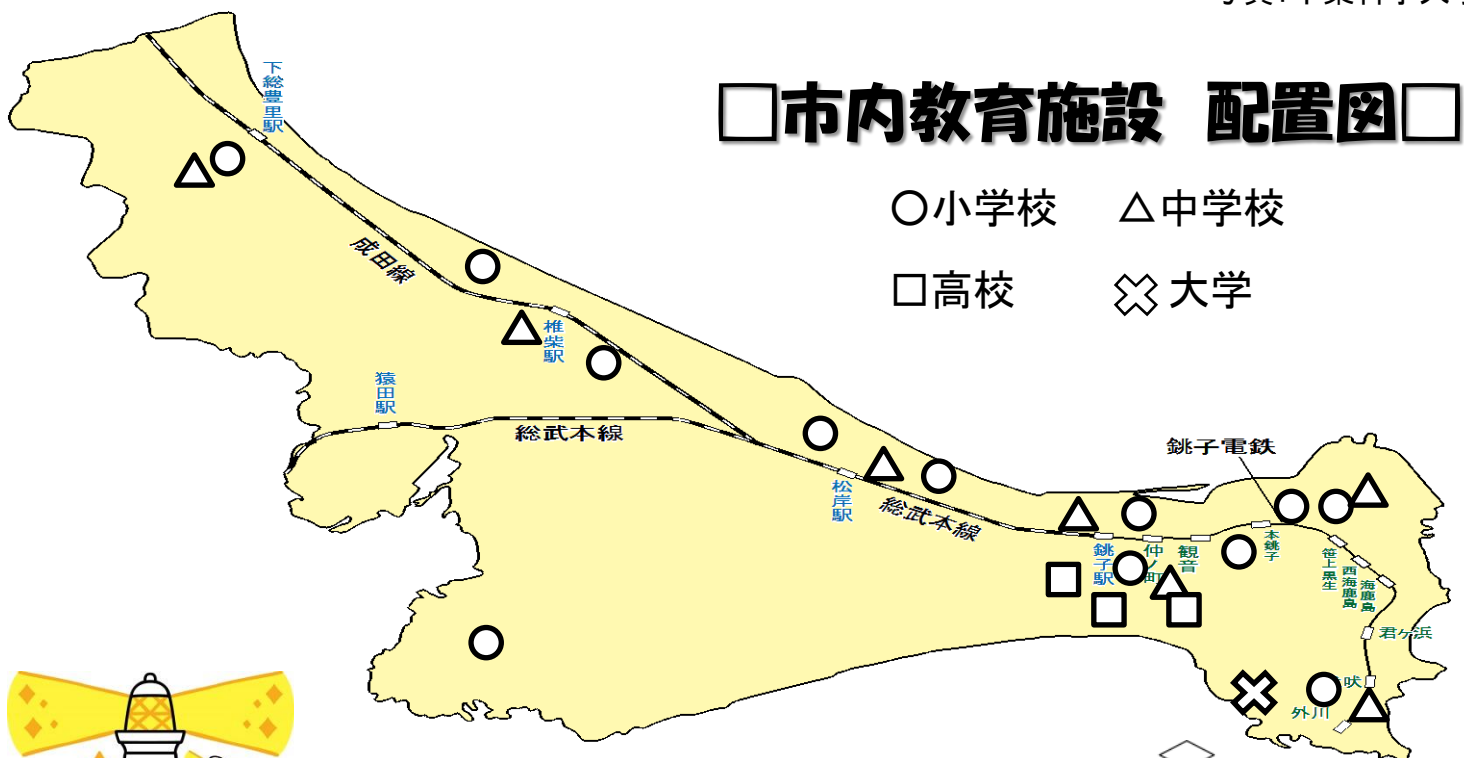 □市内教育施設 配置図□
○小学校 △中学校
□高校 大学
下総豊里駅
成田線
椎柴駅
猿田駅
総武本線
松岸駅
総武本線
銚子電鉄
銚子駅
仲ノ町
観音
本銚子
笹上黒生
西海鹿島
海鹿島
君ヶ浜
吠
外川